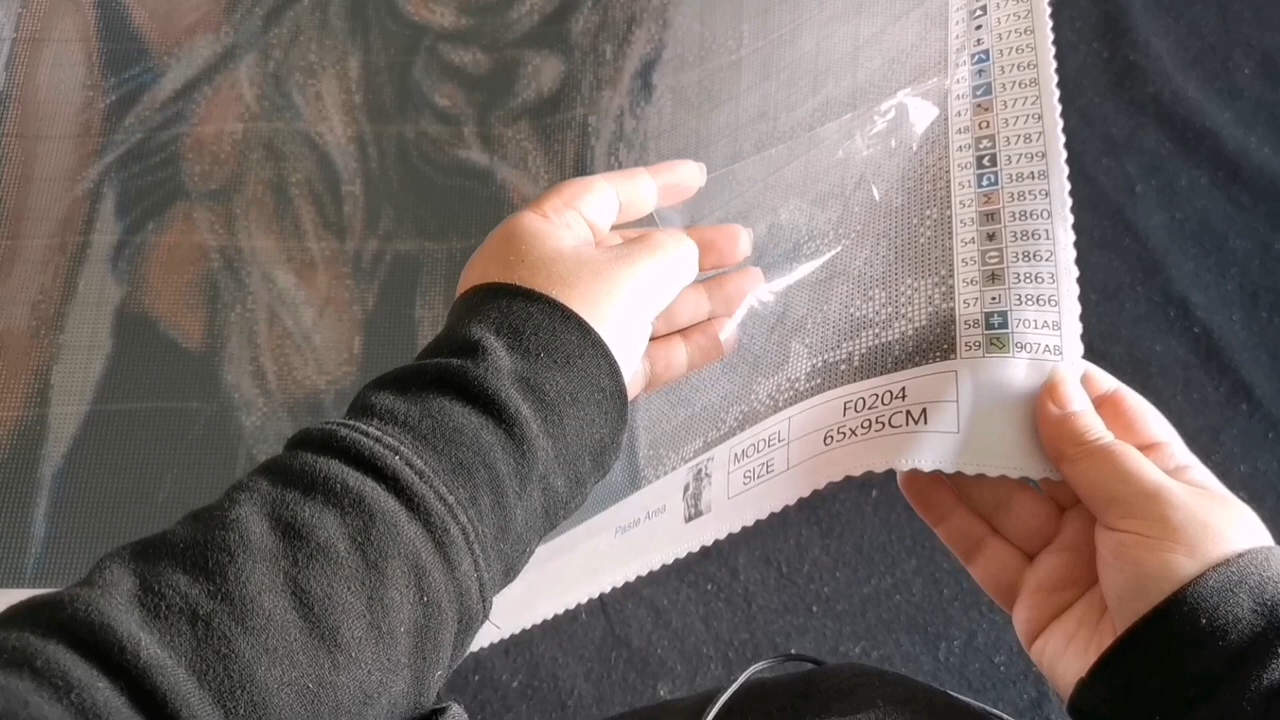 3752
3756
3765
3766
46 3768
47 3772
48 Ω 3779
49 3787
50 3799
51 3848
52 Σ 3859
53 π 3860
54 ¥ 3861
55 3862
56 3863
57 3866
58 701AB
59 907AB
MODEL F0204
SIZE 65x95CM
Paste Area